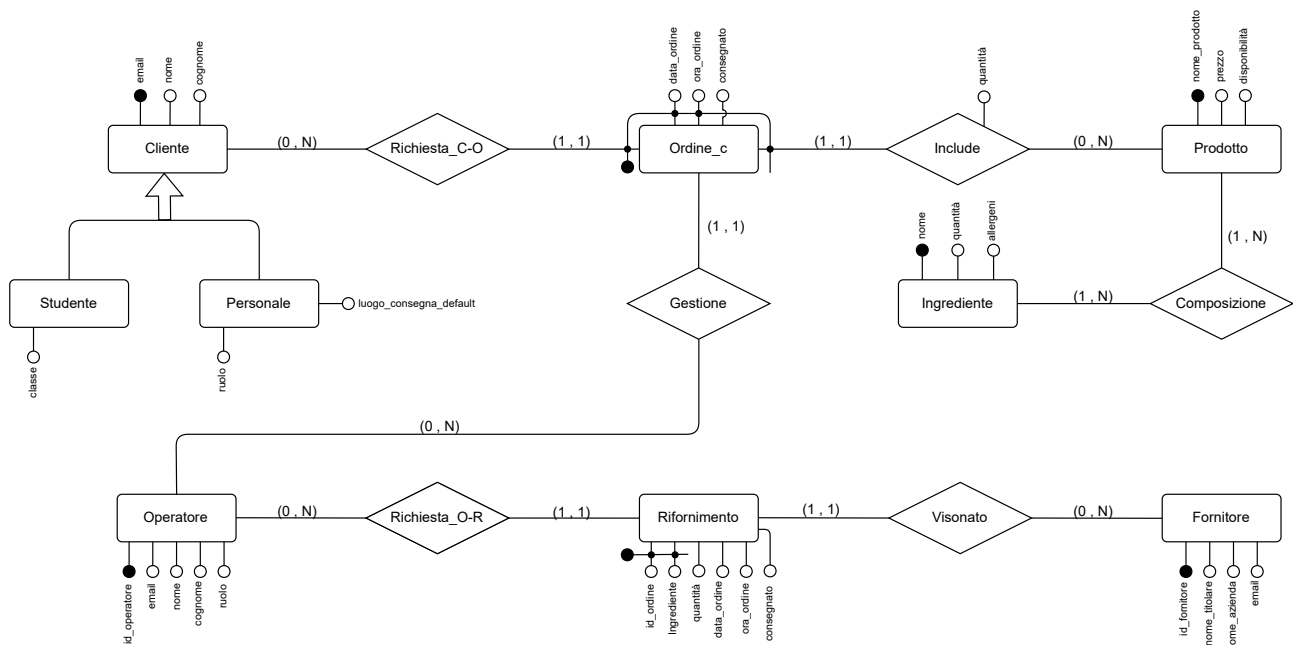 email
nome
cognome
data_ordine
ora_ordine
consegnato
quantità
nome_prodotto
prezzo
disponibilità
Cliente
(0 , N)
Richiesta_C-O
(1 , 1)
Ordine_c
(1 , 1)
Include
(0 , N)
Prodotto
(1 , 1)
nome
quantità
allergeni
(1 , N)
Studente
Personale
luogo_consegna_default
Gestione
Ingrediente
(1 , N)
Composizione
classe
ruolo
(0 , N)
Operatore
(0 , N)
Richiesta_O-R
(1 , 1)
Rifornimento
(1 , 1)
Visonato
(0 , N)
Fornitore
id_operatore
email
nome
cognome
ruolo
id_ordine
Ingrediente
quantità
data_ordine
ora_ordine
consegnato
id_fornitore
nome_titolare
ome_azienda
email